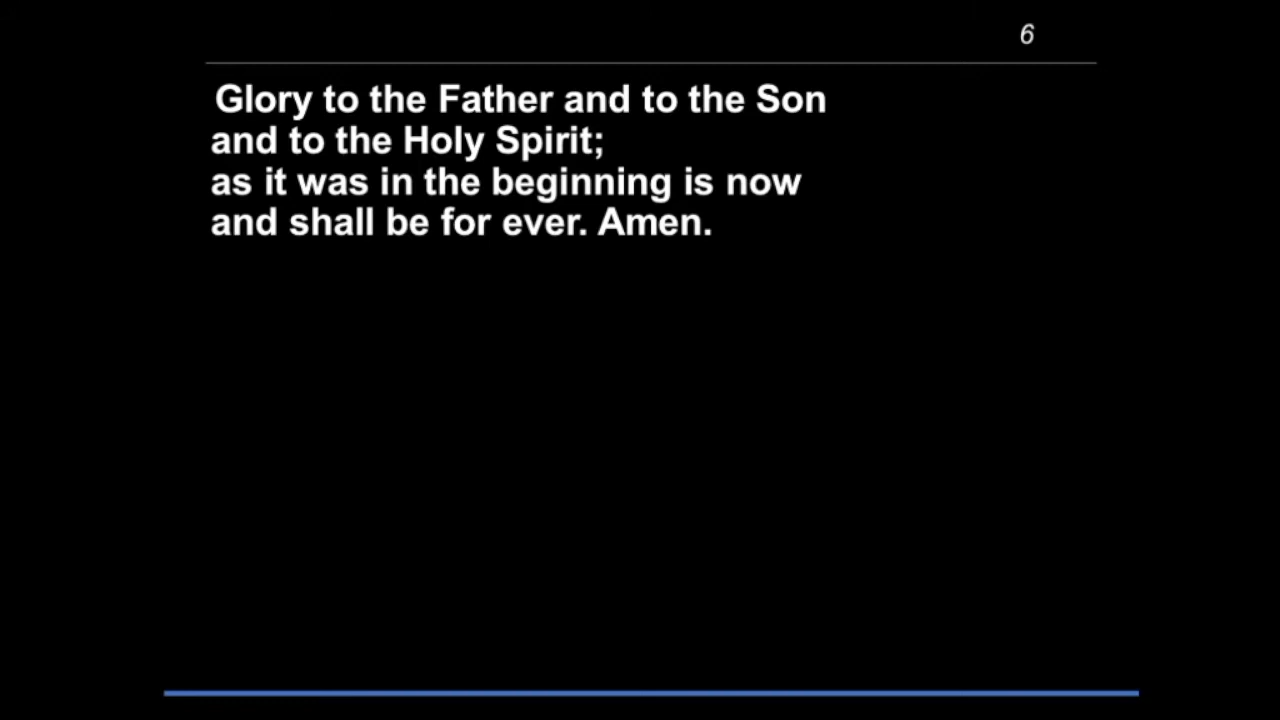 6
Glory to the Father and to the Son
and to the Holy Spirit;
as it was in the beginning is now
and shall be for ever. Amen.